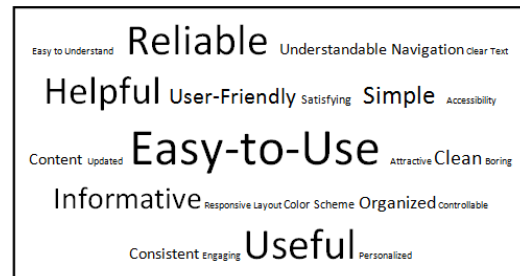 Easy to Understand Reliable Understandable Navigation Clear Text
Helpful User-Friendly Satisfying Simple Accessibility
Content Updated Easy-to-Use Attractive Clean Boring
Informative Responsive Layout Color Scheme Organized Controllable
Consistent Engaging Useful Personalized